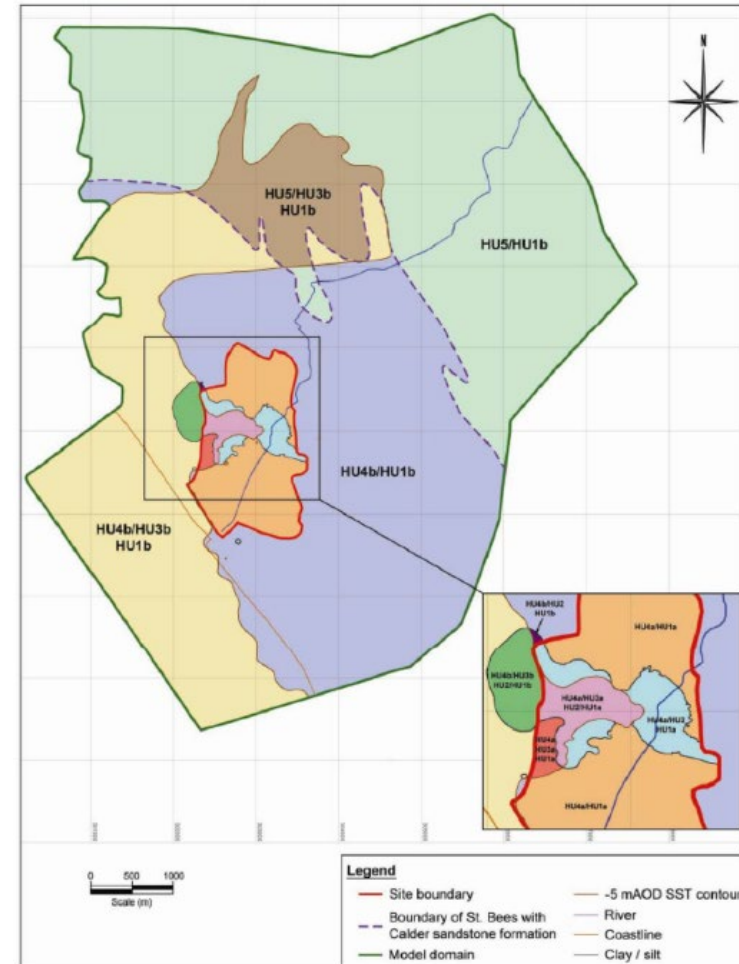 N
HU5/HU3b
HU1b
HU5/HU1b
HU4b/HU1b
HU4b/HU3b
HU1b
HU4b/HU2
HU1b
HU4a/HU1a
HU4b/HU3b
HU2/HU1b
HU4a/HU3a
HU2/HU1a
HU4a/HU2
HU1a
HU4a
HU3a
HU1a
HU4a/HU1a
0 500 1000
Scale (m)
Legend
Site boundary
Boundary of St. Bees with
Calder sandstone formation
Model domain
-5 mAOD SST contour
River
Coastline
Clay / silt